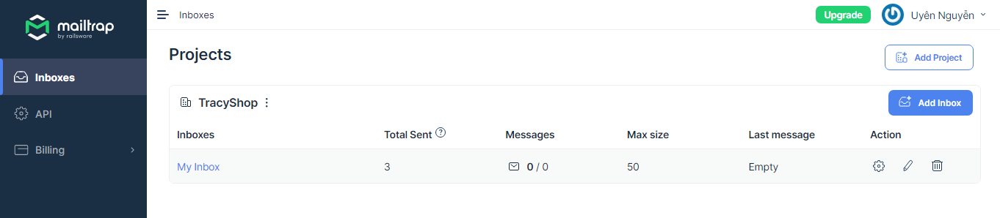 mailtrap
by railsware
Inboxes
Upgrade
Uyên Nguyễn
Inboxes
API
Billing
Projects
Add Project
TracyShop
Add Inbox
Inboxes Total Sent ? Messages Max size Last message Action
My Inbox 3 0 / 0 50 Empty